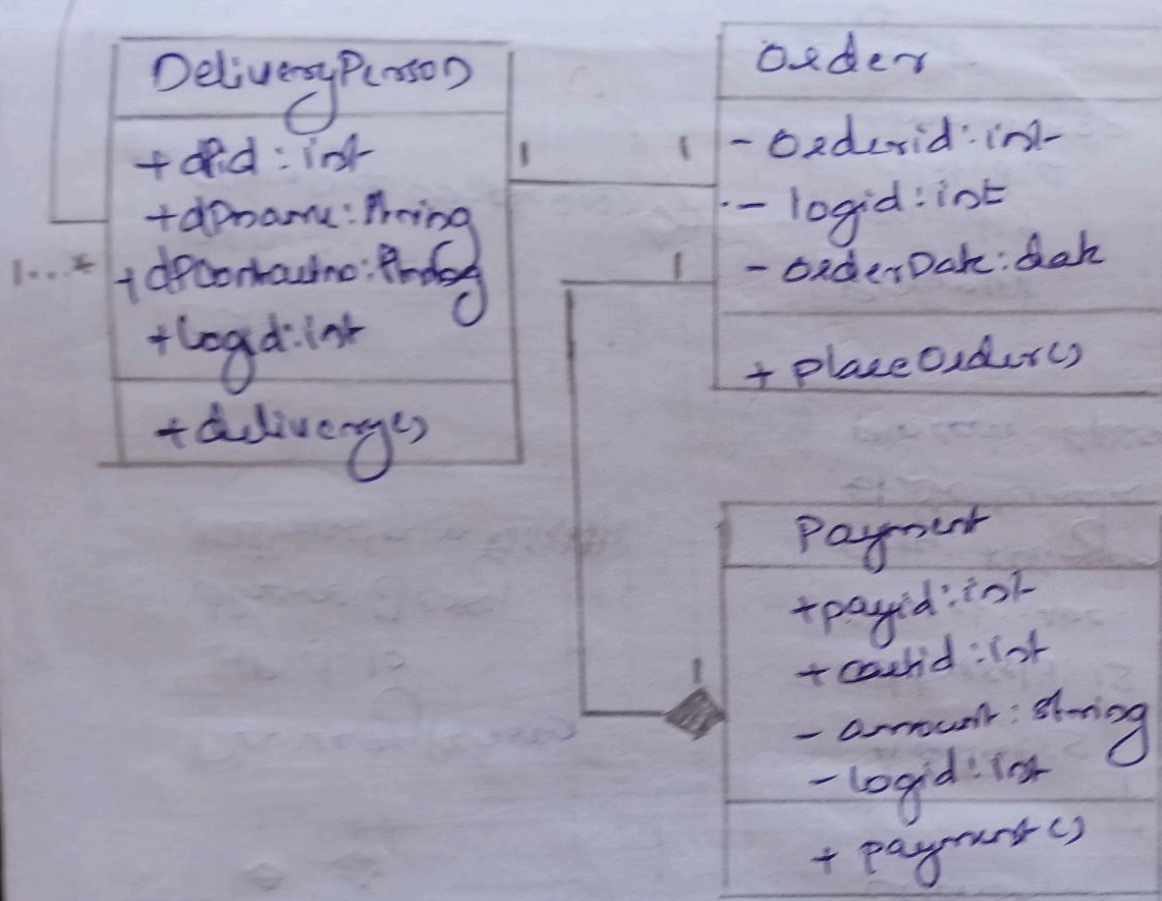 DeliveryPerson
+ dPid : int
+ dPname : String
1...*
+ dPContactno : String
+ logid : int
+ delivery()
1
1
Order
- Orderid : int
- logid : int
- orderDate : date
+ placeOrder()
1
Payment
+ payid : int
+ cartid : int
- amount : string
- logid : int
+ payment()
1